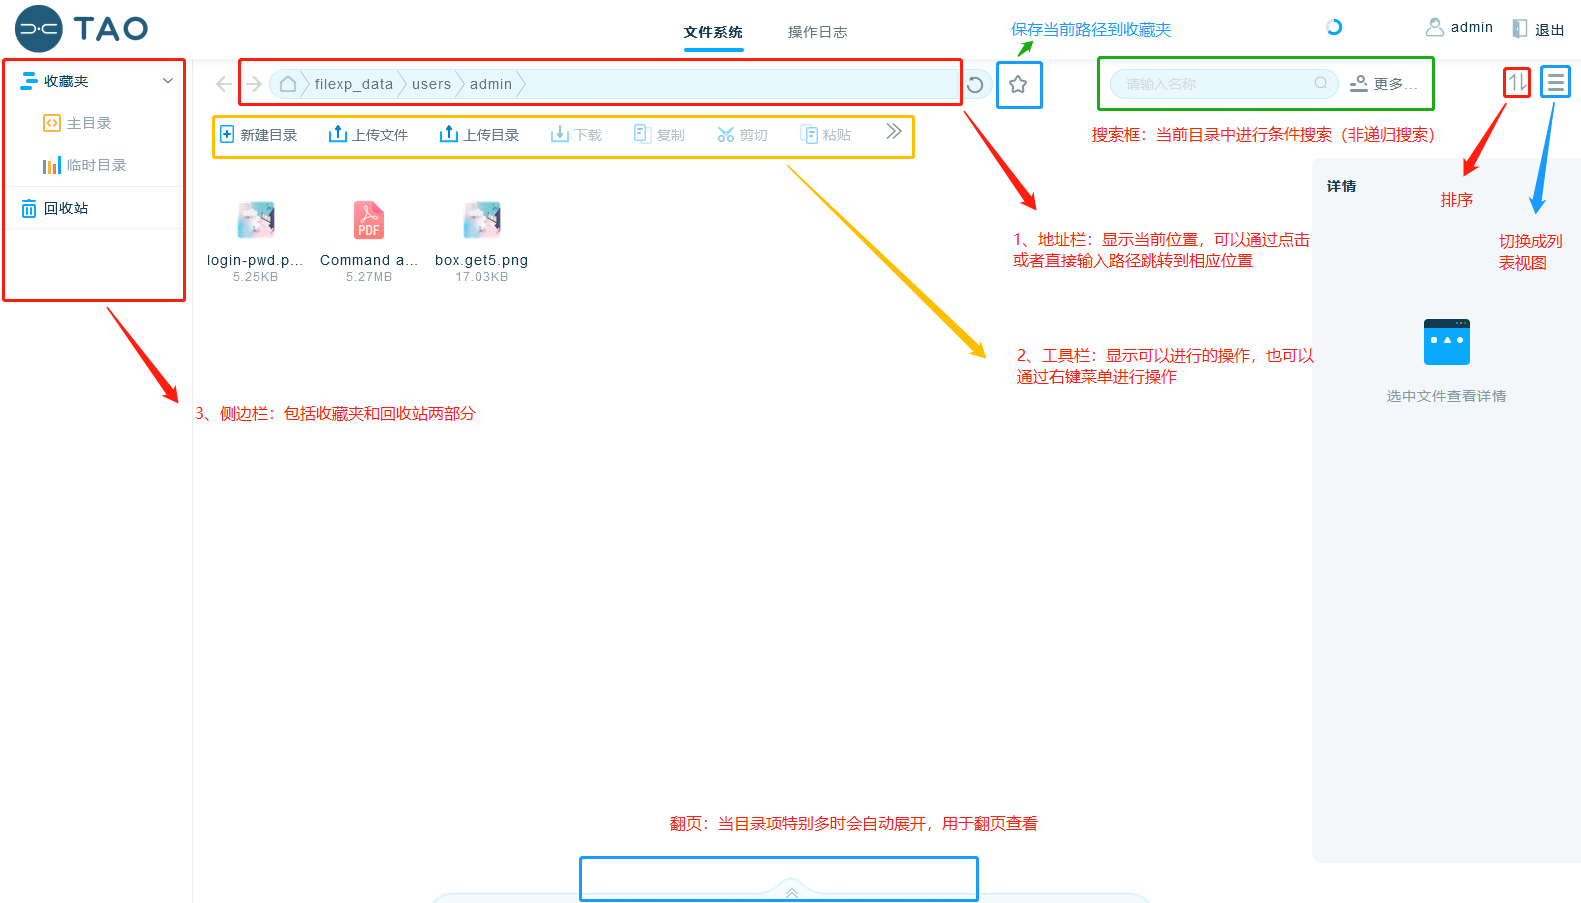 TAO
文件系统
操作日志
保存当前路径到收藏夹
admin
退出
收藏夹
主目录
临时目录
回收站
filexp_data
users
admin
请输入名称
更多...
新建目录
上传文件
上传目录
下载
复制
剪切
粘贴
搜索框：当前目录中进行条件搜索（非递归搜索）
详情
排序
切换成列
表视图
PDF
login-pwd.p...
5.25KB
Command a...
5.27MB
box.get5.png
17.03KB
1、地址栏：显示当前位置，可以通过点击
或者直接输入路径跳转到相应位置
2、工具栏：显示可以进行的操作，也可以
通过右键菜单进行操作
选中文件查看详情
3、侧边栏：包括收藏夹和回收站两部分
翻页：当目录项特别多时会自动展开，用于翻页查看